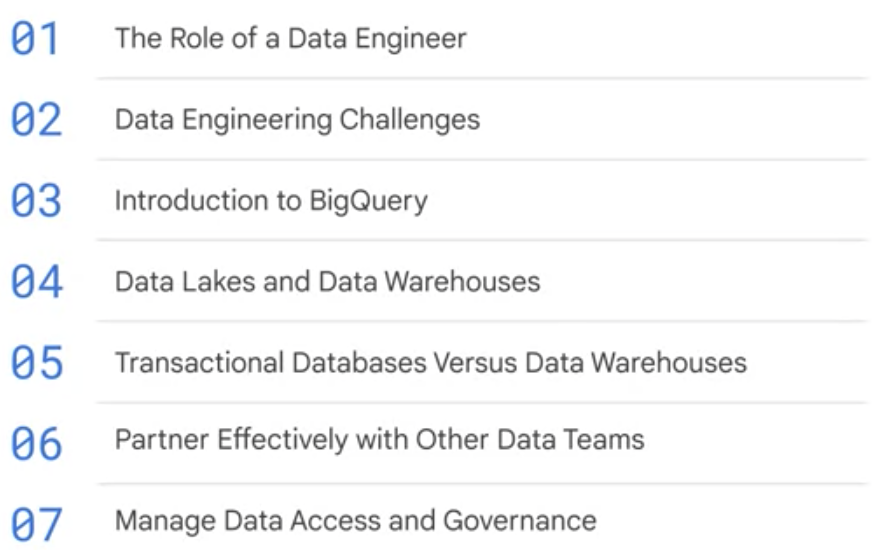 01 The Role of a Data Engineer
02 Data Engineering Challenges
03 Introduction to BigQuery
04 Data Lakes and Data Warehouses
05 Transactional Databases Versus Data Warehouses
06 Partner Effectively with Other Data Teams
07 Manage Data Access and Governance